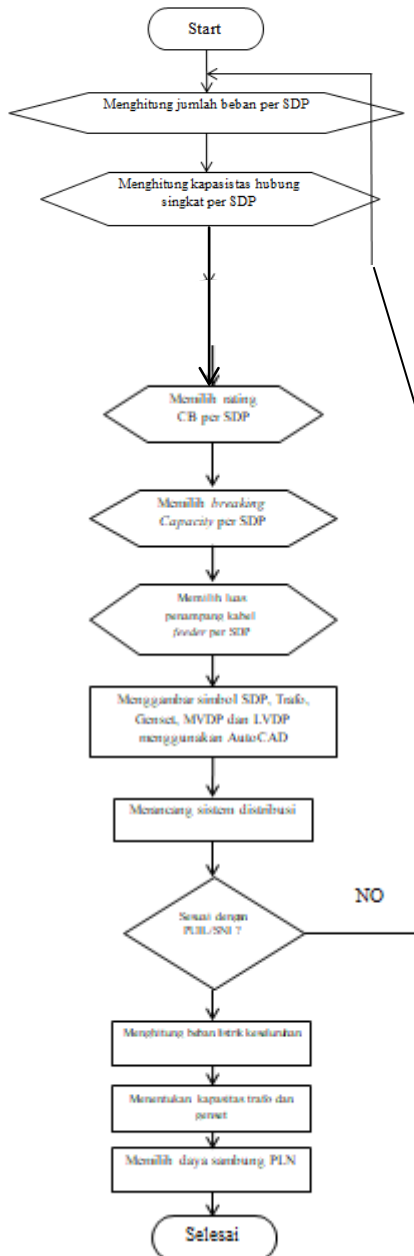 Start
Menghitung jumlah beban per SDP
Menghitung kapasistas hubung
singkat per SDP
Memilih rating
CB per SDP
Memilih breaking
Capacity per SDP
Memilih luas
penampang kabel
feeder per SDP
Menggambar simbol SDP, Trafo,
Genset, MVDP dan LVDP
menggunakan AutoCAD
Merancang sistem distribusi
Sesuai dengan
PUIL/SNI ?
NO
Menghitung beban listrik keseluruhan
Menentukan kapasitas trafo dan
genset
Memilih daya sambung PLN
Selesai